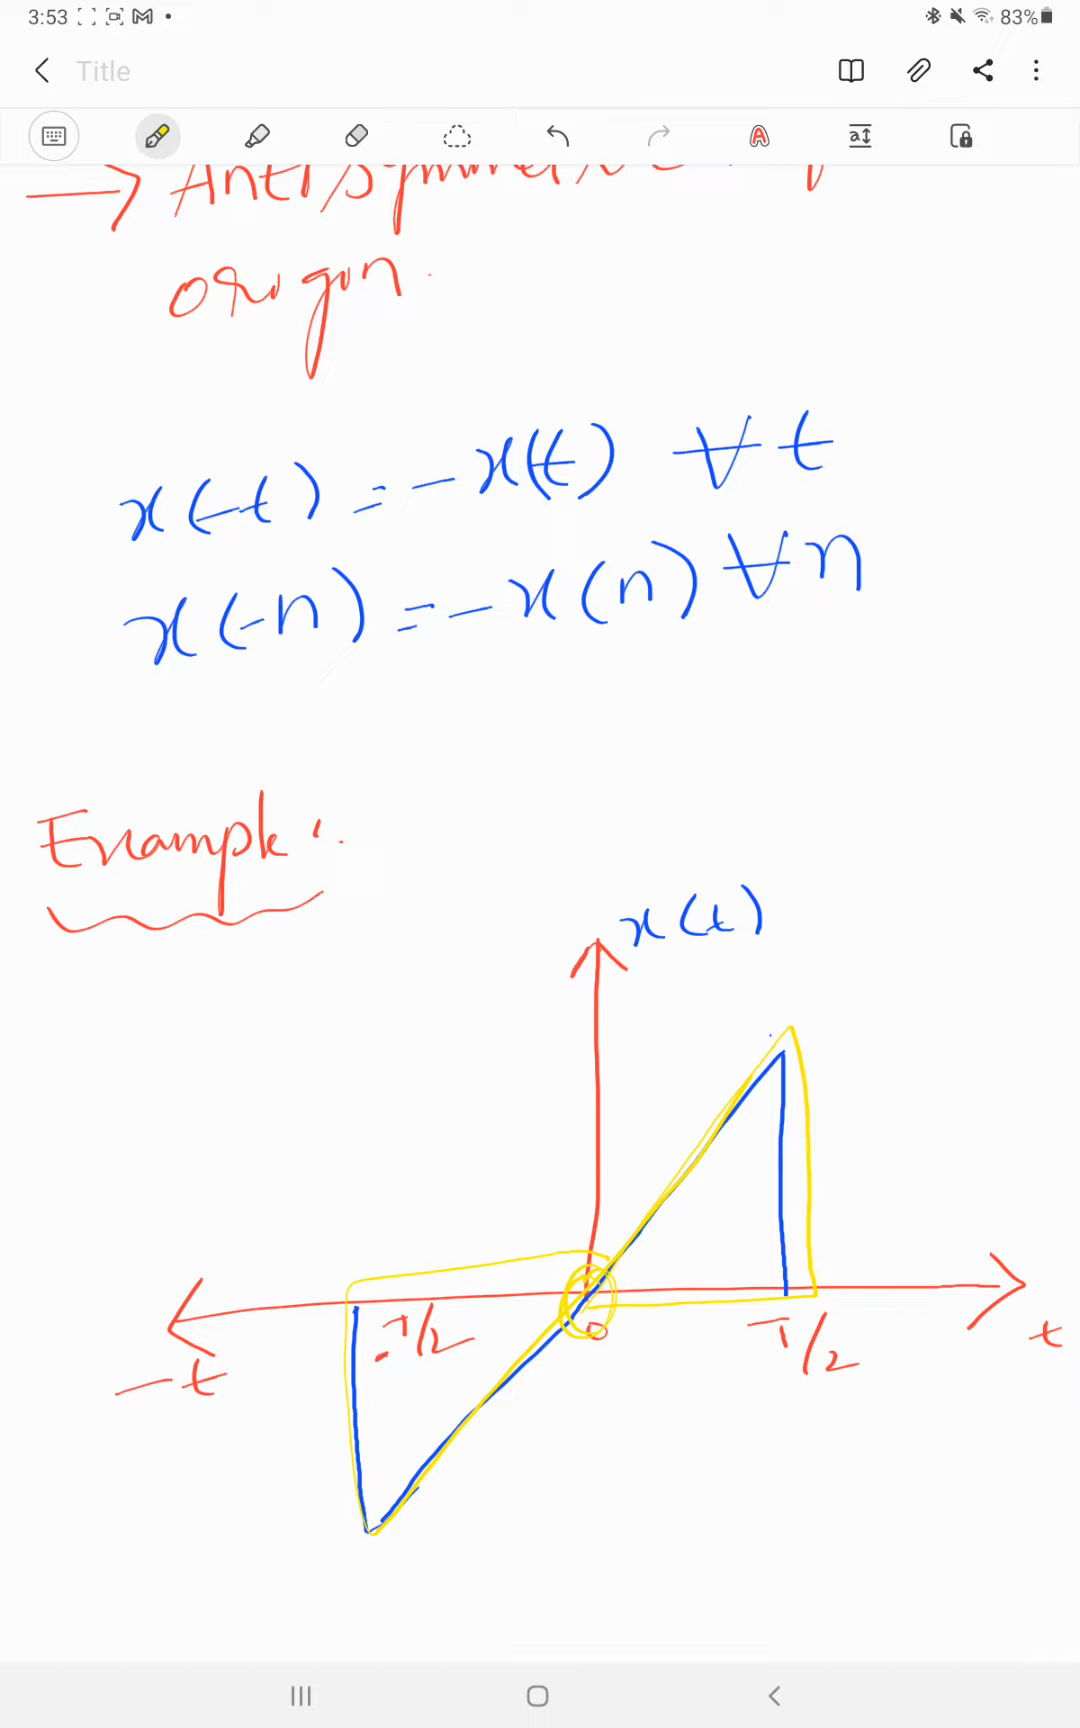 3:53 83%
Title
→ Antisymmetric
origin.
x(-t) = -x(t) ∀ t
x(-n) = -x(n) ∀ n
Example :
x(t)
-T/2 0 T/2
-t t